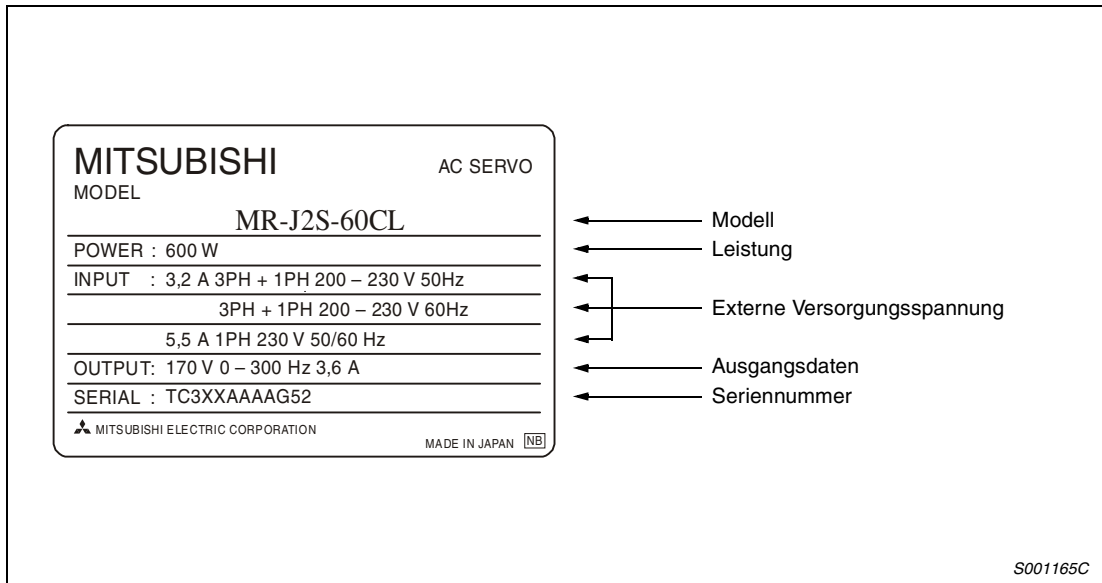 MITSUBISHI AC SERVO
MODEL
MR-J2S-60CL
POWER : 600 W
INPUT : 3,2 A 3PH + 1PH 200 – 230 V 50Hz
3PH + 1PH 200 – 230 V 60Hz
5,5 A 1PH 230 V 50/60 Hz
OUTPUT: 170 V 0 – 300 Hz 3,6 A
SERIAL : TC3XXAAAAG52
MITSUBISHI ELECTRIC CORPORATION
MADE IN JAPAN NB
Modell
Leistung
Externe Versorgungsspannung
Ausgangsdaten
Seriennummer
S001165C